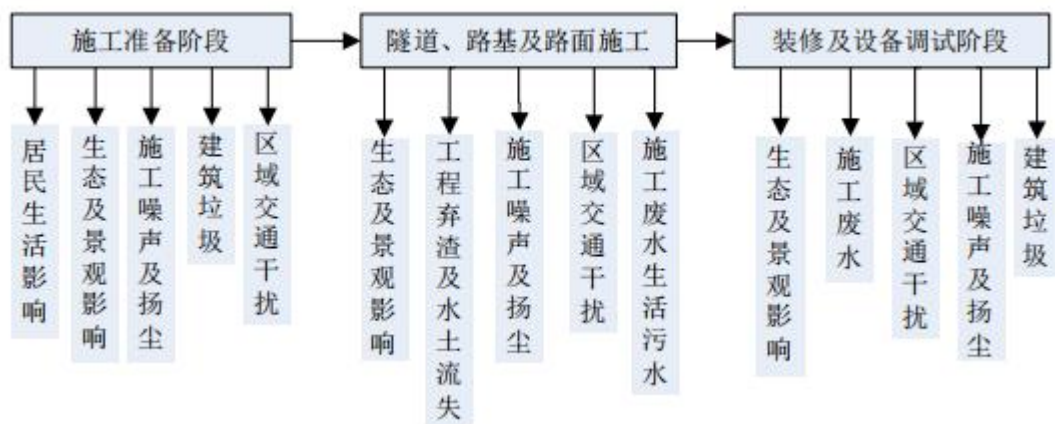 施工准备阶段
隧道、路基及路面施工
装修及设备调试阶段
居民生活影响
生态及景观影响
施工噪声及扬尘
建筑垃圾
区域交通干扰
生态及景观影响
工程弃渣及水土流失
施工噪声及扬尘
区域交通干扰
施工废水生活污水
生态及景观影响
施工废水
区域交通干扰
施工噪声及扬尘
建筑垃圾